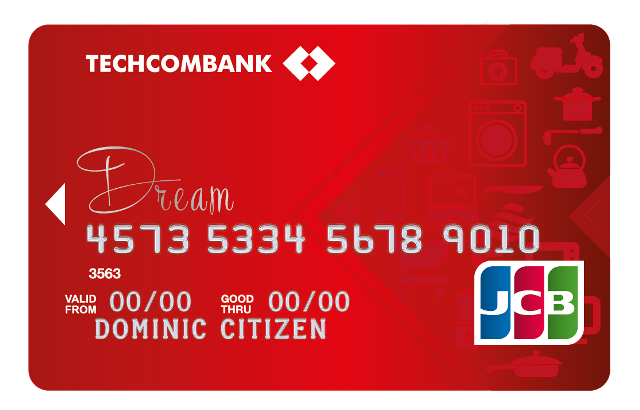 TECHCOMBANK
Dream
4573 5334 5678 9010
3563
VALID FROM 00/00 GOOD THRU 00/00
DOMINIC CITIZEN
JCB